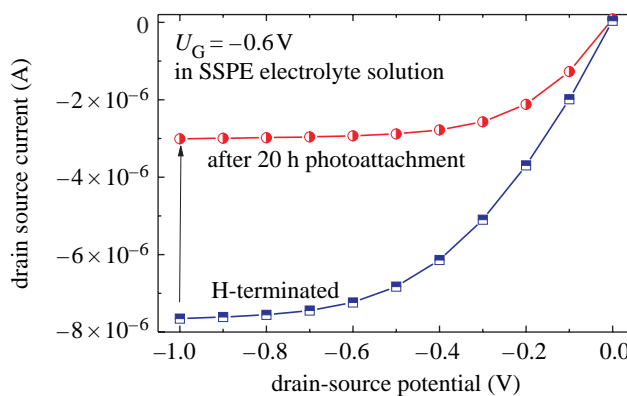 U_G = −0.6 V
in SSPE electrolyte solution
after 20 h photoattachment
H-terminated
drain source current (A)
0
−2 × 10⁻⁶
−4 × 10⁻⁶
−6 × 10⁻⁶
−8 × 10⁻⁶
−1.0 −0.8 −0.6 −0.4 −0.2 0.0
drain-source potential (V)